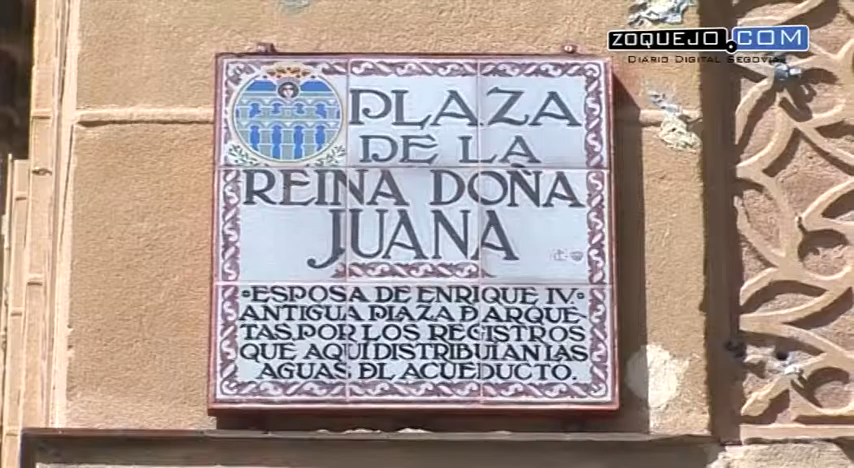 ZOQUEJO.COM
DIARIO DIGITAL SEGOVIA
PLAZA
DE LA
REINA DOÑA
JUANA
ESPOSA DE ENRIQUE IV.
ANTIGUA PLAZA D ARQUE
TAS, POR LOS REGISTROS
QUE AQUI DISTRIBUIAN LAS
AGUAS DEL ACUEDUCTO.